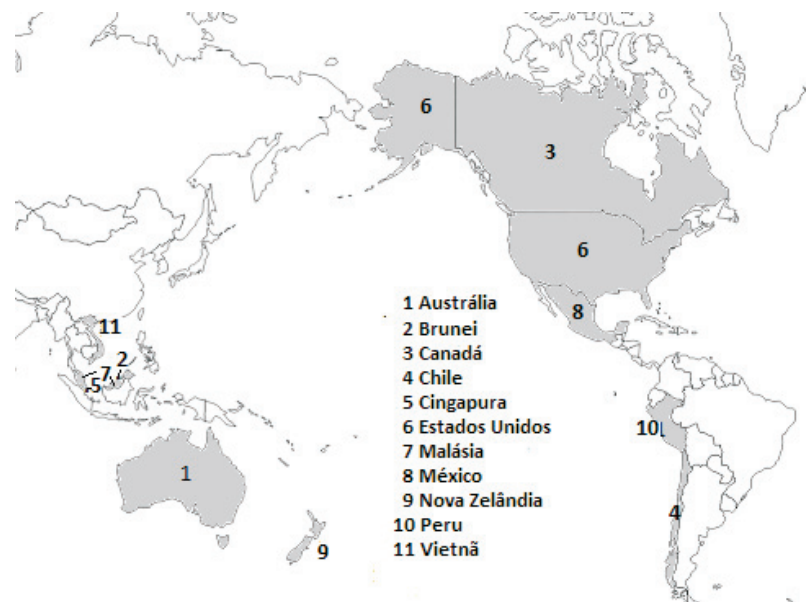 6
3
6
8
11
2
7
5
1
9
10
4
1 Austrália
2 Brunei
3 Canadá
4 Chile
5 Cingapura
6 Estados Unidos
7 Malásia
8 México
9 Nova Zelândia
10 Peru
11 Vietnã